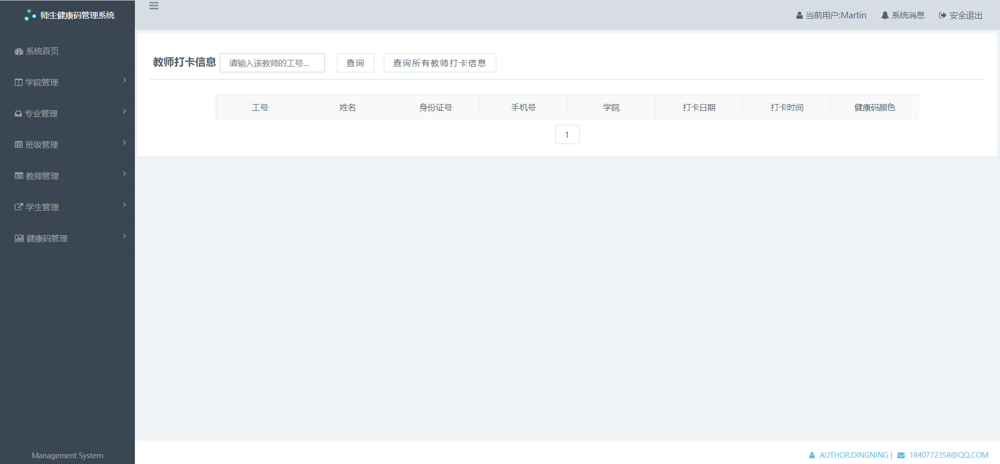 师生健康码管理系统
当前用户:Martin 系统消息 安全退出
系统首页
学院管理
专业管理
班级管理
教师管理
学生管理
健康码管理
教师打卡信息 请输入该教师的工号... 查询 查询所有教师打卡信息
工号 姓名 身份证号 手机号 学院 打卡日期 打卡时间 健康码颜色
1
Management System
AUTHOR:DINGNING | 1840772358@QQ.COM